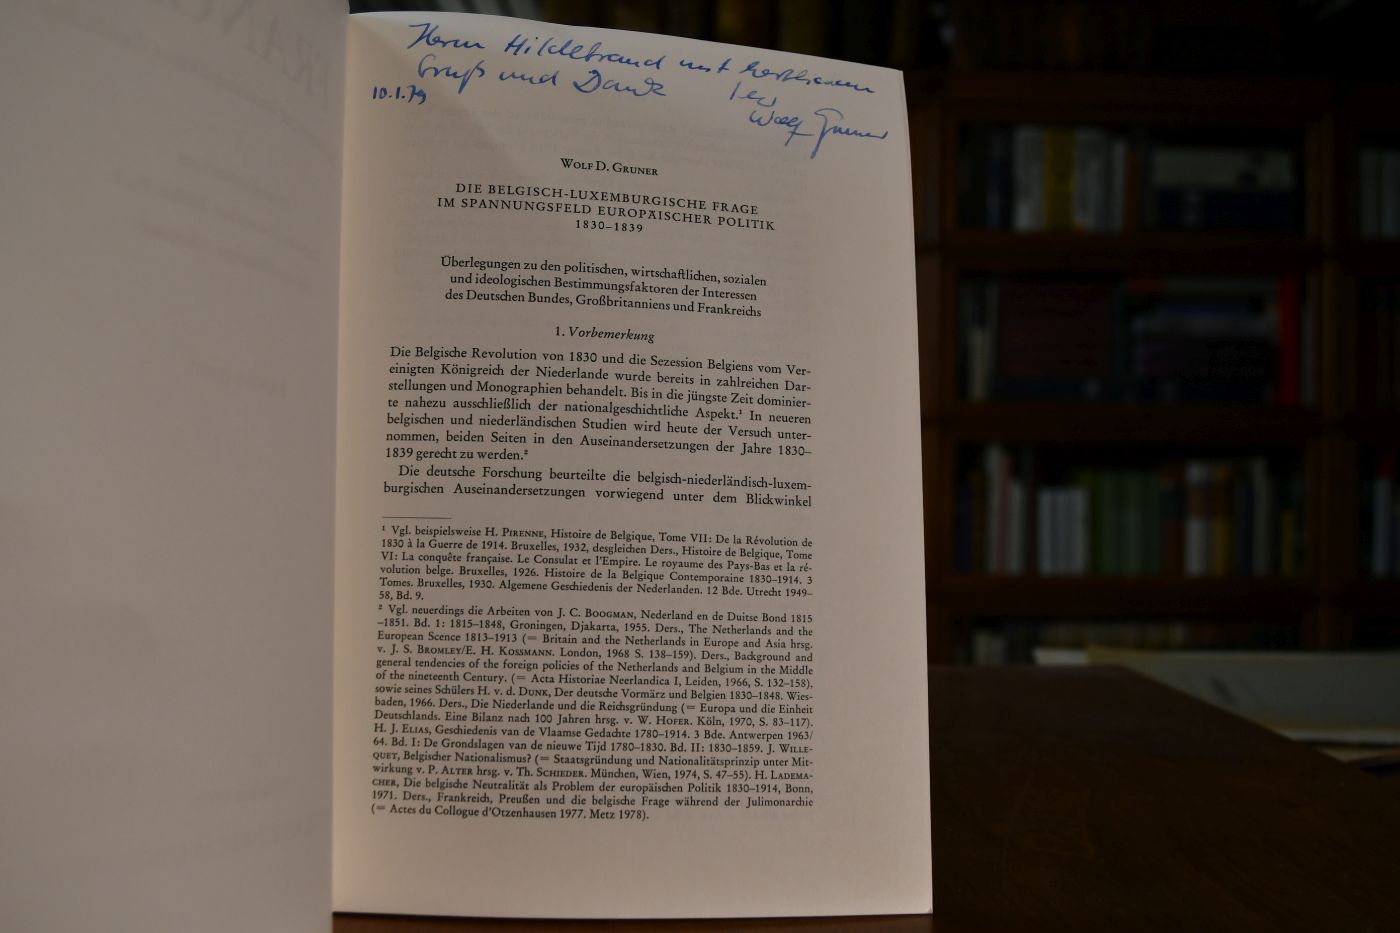 Herrn Hildebrand mit herzlichem
Gruß und Dank Ihr
10.1.79
Wolf Gruner
WOLF D. GRUNER
DIE BELGISCH-LUXEMBURGISCHE FRAGE
IM SPANNUNGSFELD EUROPÄISCHER POLITIK
1830–1839
Überlegungen zu den politischen, wirtschaftlichen, sozialen
und ideologischen Bestimmungsfaktoren der Interessen
des Deutschen Bundes, Großbritanniens und Frankreichs
1. Vorbemerkung
Die Belgische Revolution von 1830 und die Sezession Belgiens vom Ver-
einigten Königreich der Niederlande wurde bereits in zahlreichen Dar-
stellungen und Monographien behandelt. Bis in die jüngste Zeit dominier-
te nahezu ausschließlich der nationalgeschichtliche Aspekt.¹ In neueren
belgischen und niederländischen Studien wird heute der Versuch unter-
nommen, beiden Seiten in den Auseinandersetzungen der Jahre 1830–
1839 gerecht zu werden.²
Die deutsche Forschung beurteilte die belgisch-niederländisch-luxem-
burgischen Auseinandersetzungen vorwiegend unter dem Blickwinkel
¹ Vgl. beispielsweise H. PIRENNE, Histoire de Belgique, Tome VII: De la Révolution de
1830 à la Guerre de 1914. Bruxelles, 1932, desgleichen Ders., Histoire de Belgique, Tome
VI: La conquête française. Le Consulat et l'Empire. Le royaume des Pays-Bas et la ré-
volution belge. Bruxelles, 1926. Histoire de la Belgique Contemporaine 1830–1914. 3
Tomes. Bruxelles, 1930. Algemene Geschiedenis der Nederlanden. 12 Bde. Utrecht 1949–
58, Bd. 9.
² Vgl. neuerdings die Arbeiten von J. C. BOOGMAN, Nederland en de Duitse Bond 1815
–1851. Bd. 1: 1815–1848, Groningen, Djakarta, 1955. Ders., The Netherlands and the
European Scence 1813–1913 (= Britain and the Netherlands in Europe and Asia hrsg.
v. J. S. BROMLEY/E. H. KOSSMANN. London, 1968 S. 138–159). Ders., Background and
general tendencies of the foreign policies of the Netherlands and Belgium in the Middle
of the nineteenth Century. (= Acta Historiae Neerlandica I, Leiden, 1966, S. 132–158),
sowie seines Schülers H. v. d. DUNK, Der deutsche Vormärz und Belgien 1830–1848. Wies-
baden, 1966. Ders., Die Niederlande und die Reichsgründung (= Europa und die Einheit
Deutschlands. Eine Bilanz nach 100 Jahren hrsg. v. W. HOFER. Köln, 1970, S. 83–117).
H. J. ELIAS, Geschiedenis van de Vlaamse Gedachte 1780–1914. 3 Bde. Antwerpen 1963/
64. Bd. I: De Grondslagen van de nieuwe Tijd 1780–1830. Bd. II: 1830–1859. J. WILLE-
QUET, Belgischer Nationalismus? (= Staatsgründung und Nationalitätsprinzip unter Mit-
wirkung v. P. ALTER hrsg. v. Th. SCHIEDER. München, Wien, 1974, S. 47–55). H. LADEMA-
CHER, Die belgische Neutralität als Problem der europäischen Politik 1830–1914, Bonn,
1971. Ders., Frankreich, Preußen und die belgische Frage während der Julimonarchie
(= Actes du Collogue d'Otzenhausen 1977. Metz 1978).